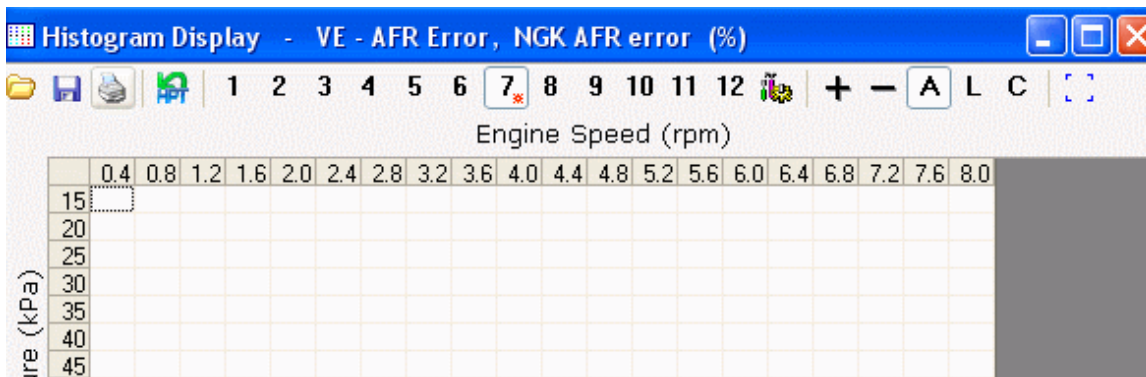 Histogram Display - VE - AFR Error, NGK AFR error (%)
1 2 3 4 5 6 7 8 9 10 11 12 + − A L C
Engine Speed (rpm)
0.4 0.8 1.2 1.6 2.0 2.4 2.8 3.2 3.6 4.0 4.4 4.8 5.2 5.6 6.0 6.4 6.8 7.2 7.6 8.0
15
20
25
30
35
40
45
(kPa)